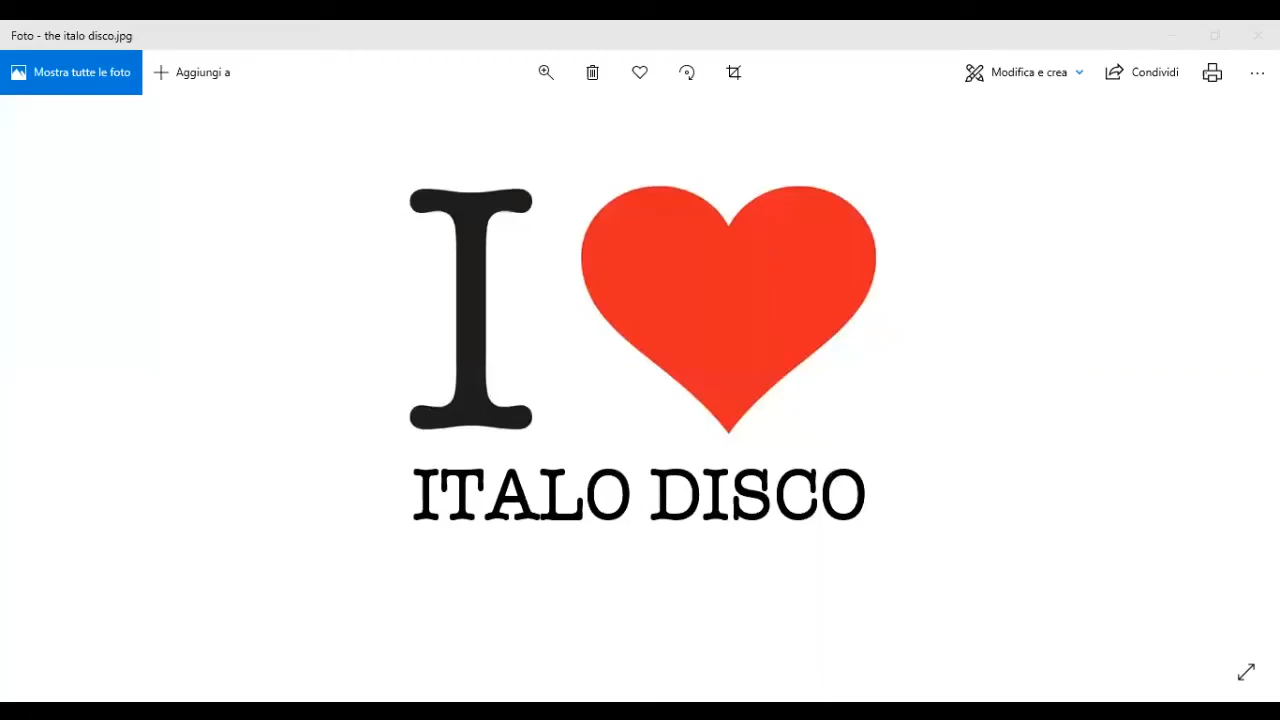 Foto - the italo disco.jpg
Mostra tutte le foto Aggiungi a Modifica e crea Condividi
I
ITALO DISCO